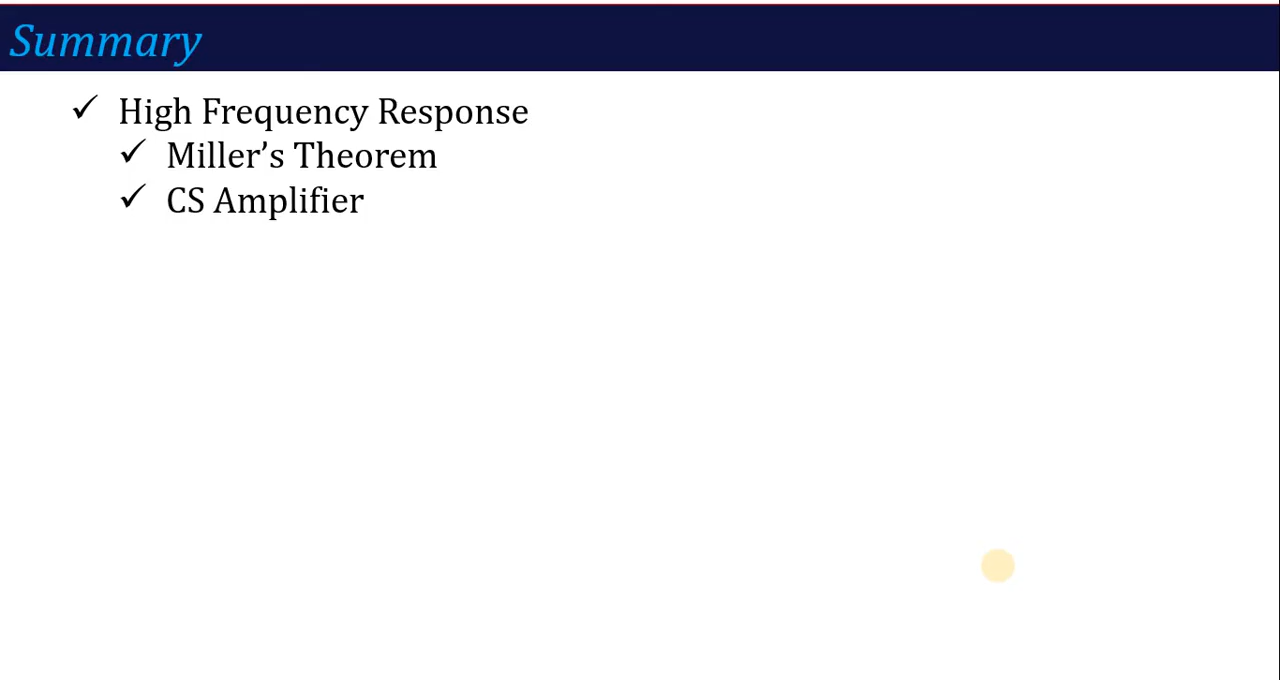 Summary
✓ High Frequency Response
✓ Miller’s Theorem
✓ CS Amplifier